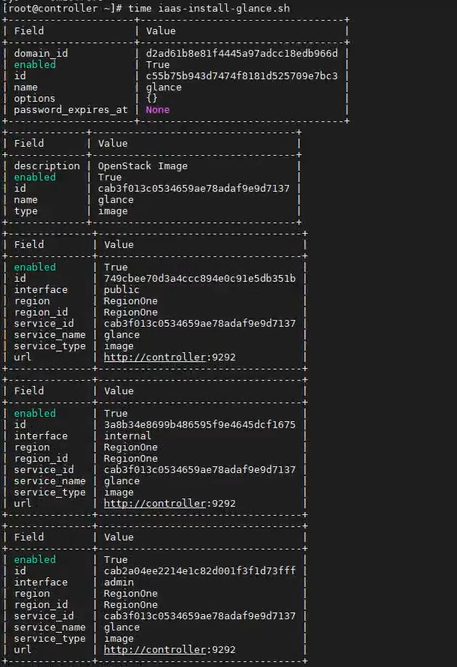 [root@controller ~]# time iaas-install-glance.sh
+---------------------+----------------------------------+
| Field               | Value                            |
+---------------------+----------------------------------+
| domain_id           | d2ad61b8e81f4445a97adcc18edb966d |
| enabled             | True                             |
| id                  | c55b75b943d7474f8181d525709e7bc3 |
| name                | glance                           |
| options             | {}                               |
| password_expires_at | None                             |
+---------------------+----------------------------------+
+-------------+----------------------------------+
| Field       | Value                            |
+-------------+----------------------------------+
| description | OpenStack Image                  |
| enabled     | True                             |
| id          | cab3f013c0534659ae78adaf9e9d7137 |
| name        | glance                           |
| type        | image                            |
+-------------+----------------------------------+
+--------------+----------------------------------+
| Field        | Value                            |
+--------------+----------------------------------+
| enabled      | True                             |
| id           | 749cbee70d3a4ccc894e0c91e5db351b |
| interface    | public                           |
| region       | RegionOne                        |
| region_id    | RegionOne                        |
| service_id   | cab3f013c0534659ae78adaf9e9d7137 |
| service_name | glance                           |
| service_type | image                            |
| url          | http://controller:9292           |
+--------------+----------------------------------+
+--------------+----------------------------------+
| Field        | Value                            |
+--------------+----------------------------------+
| enabled      | True                             |
| id           | 3a8b34e8699b486595f9e4645dcf1675 |
| interface    | internal                         |
| region       | RegionOne                        |
| region_id    | RegionOne                        |
| service_id   | cab3f013c0534659ae78adaf9e9d7137 |
| service_name | glance                           |
| service_type | image                            |
| url          | http://controller:9292           |
+--------------+----------------------------------+
+--------------+----------------------------------+
| Field        | Value                            |
+--------------+----------------------------------+
| enabled      | True                             |
| id           | cab2a04ee2214e1c82d001f3f1d73fff |
| interface    | admin                            |
| region       | RegionOne                        |
| region_id    | RegionOne                        |
| service_id   | cab3f013c0534659ae78adaf9e9d7137 |
| service_name | glance                           |
| service_type | image                            |
| url          | http://controller:9292           |
+--------------+----------------------------------+